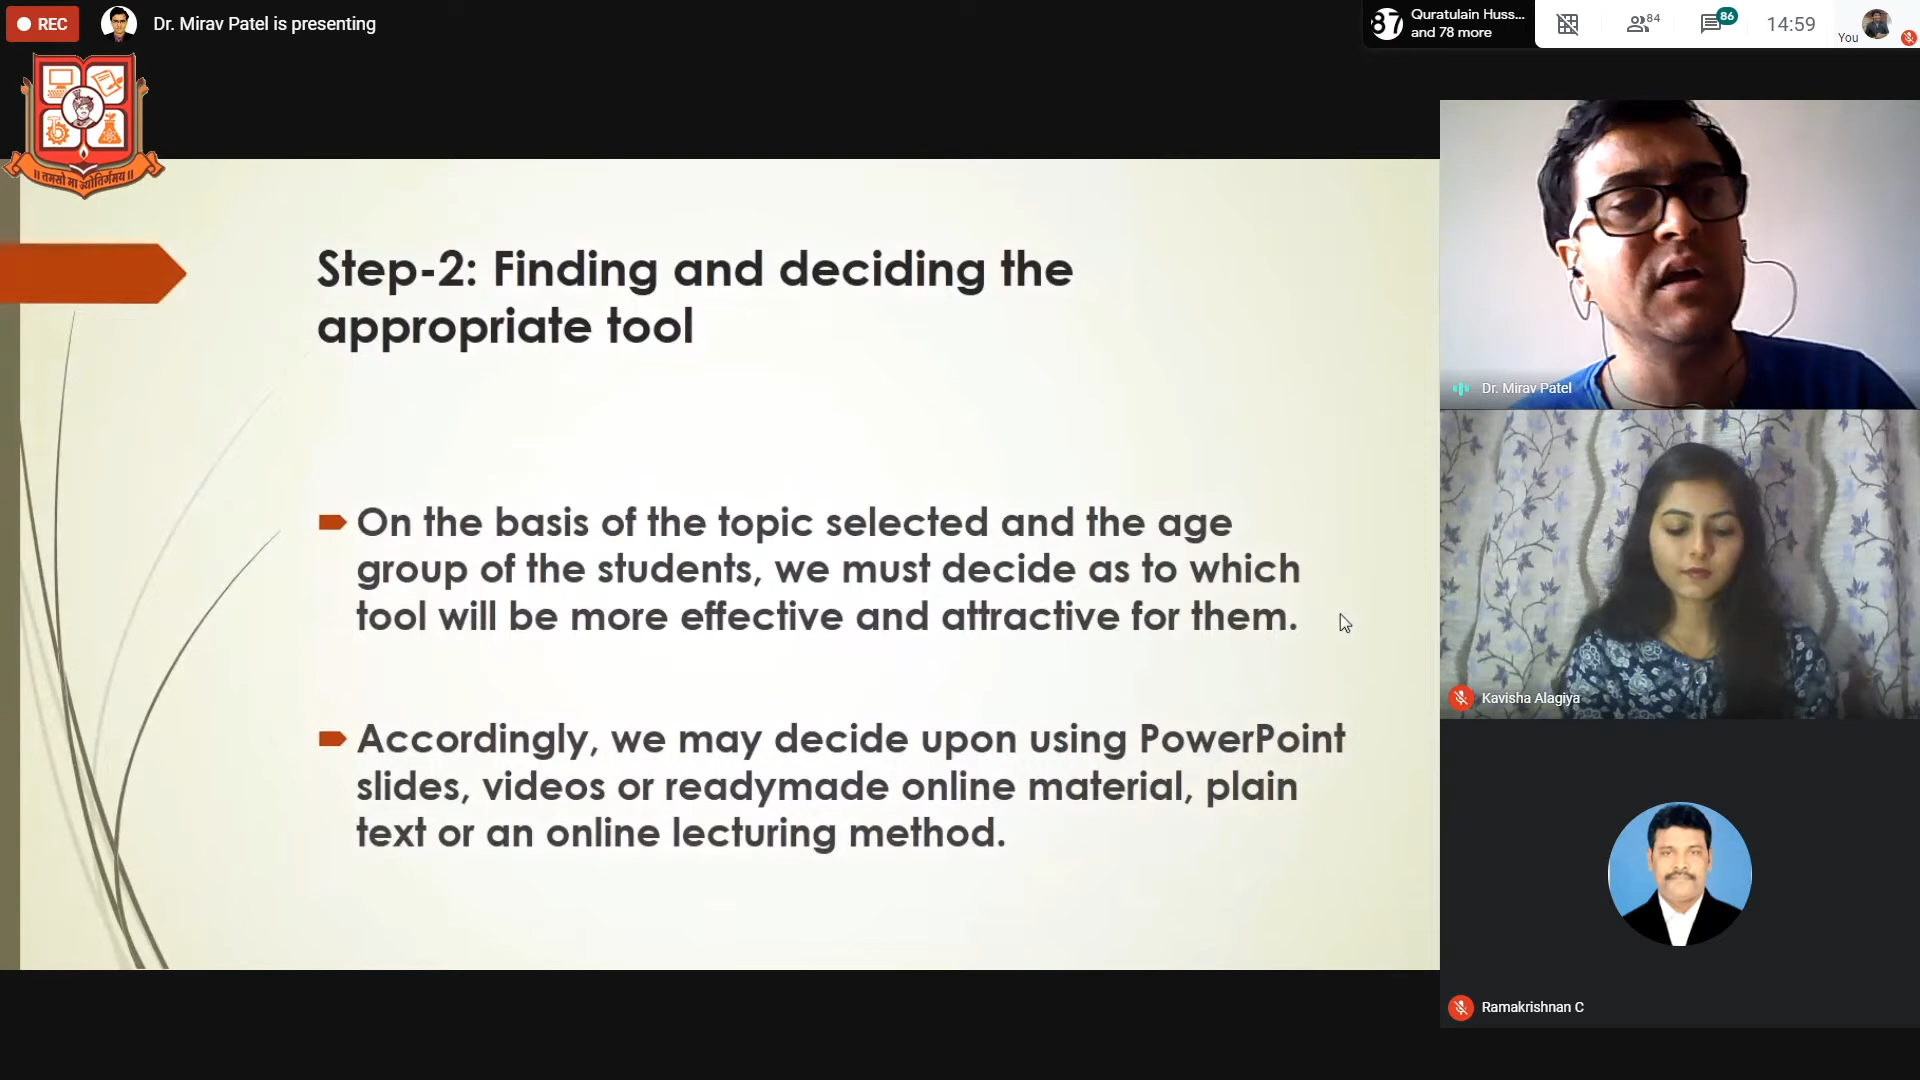 REC
Dr. Mirav Patel is presenting
87
Quratulain Huss...
and 78 more
84
86
14:59
You
॥ तमसो मा ज्योतिर्गमय ॥
Step-2: Finding and deciding the
appropriate tool
On the basis of the topic selected and the age
group of the students, we must decide as to which
tool will be more effective and attractive for them.
Accordingly, we may decide upon using PowerPoint
slides, videos or readymade online material, plain
text or an online lecturing method.
Dr. Mirav Patel
Kavisha Alagiya
Ramakrishnan C